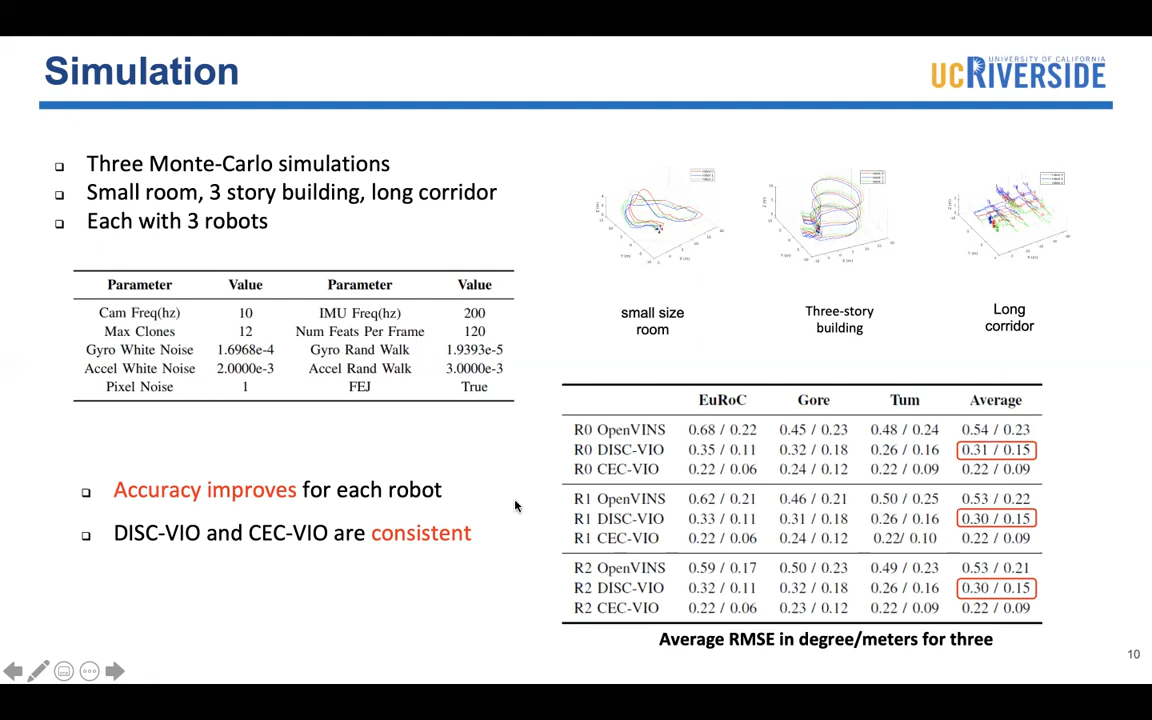 Simulation
UNIVERSITY OF CALIFORNIA
UCRIVERSIDE
Three Monte-Carlo simulations
Small room, 3 story building, long corridor
Each with 3 robots
Parameter Value Parameter Value
Cam Freq(hz) 10 IMU Freq(hz) 200
Max Clones 12 Num Feats Per Frame 120
Gyro White Noise 1.6968e-4 Gyro Rand Walk 1.9393e-5
Accel White Noise 2.0000e-3 Accel Rand Walk 3.0000e-3
Pixel Noise 1 FEJ True
Accuracy improves for each robot
DISC-VIO and CEC-VIO are consistent
small size
room
Three-story
building
Long
corridor
EuRoC Gore Tum Average
R0 OpenVINS 0.68 / 0.22 0.45 / 0.23 0.48 / 0.24 0.54 / 0.23
R0 DISC-VIO 0.35 / 0.11 0.32 / 0.18 0.26 / 0.16 0.31 / 0.15
R0 CEC-VIO 0.22 / 0.06 0.24 / 0.12 0.22 / 0.09 0.22 / 0.09
R1 OpenVINS 0.62 / 0.21 0.46 / 0.21 0.50 / 0.25 0.53 / 0.22
R1 DISC-VIO 0.33 / 0.11 0.31 / 0.18 0.26 / 0.16 0.30 / 0.15
R1 CEC-VIO 0.22 / 0.06 0.24 / 0.12 0.22/ 0.10 0.22 / 0.09
R2 OpenVINS 0.59 / 0.17 0.50 / 0.23 0.49 / 0.23 0.53 / 0.21
R2 DISC-VIO 0.32 / 0.11 0.32 / 0.18 0.26 / 0.16 0.30 / 0.15
R2 CEC-VIO 0.22 / 0.06 0.23 / 0.12 0.22 / 0.09 0.22 / 0.09
Average RMSE in degree/meters for three
10